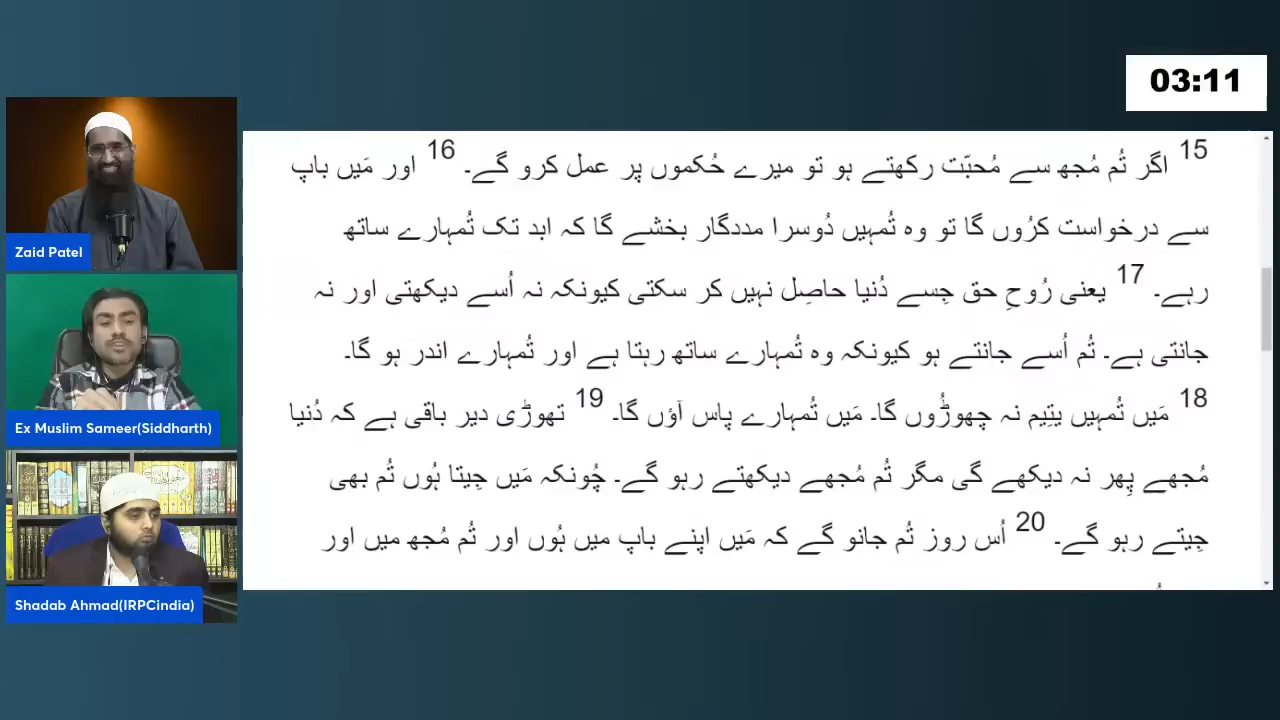 03:11
15 اگر تُم مُجھ سے مُحبّت رکھتے ہو تو میرے حُکموں پر عمل کرو گے۔ 16 اور مَیں باپ
سے درخواست کرُوں گا تو وہ تُمہیں دُوسرا مددگار بخشے گا کہ ابد تک تُمہارے ساتھ
رہے۔ 17 یعنی رُوحِ حق جِسے دُنیا حاصِل نہیں کر سکتی کیونکہ نہ اُسے دیکھتی اور نہ
جانتی ہے۔ تُم اُسے جانتے ہو کیونکہ وہ تُمہارے ساتھ رہتا ہے اور تُمہارے اندر ہو گا۔
18 مَیں تُمہیں یتِیم نہ چھوڑُوں گا۔ مَیں تُمہارے پاس آؤں گا۔ 19 تھوڑی دیر باقی ہے کہ دُنیا
مُجھے پِھر نہ دیکھے گی مگر تُم مُجھے دیکھتے رہو گے۔ چُونکہ مَیں جِیتا ہُوں تُم بھی
جِیتے رہو گے۔ 20 اُس روز تُم جانو گے کہ مَیں اپنے باپ میں ہُوں اور تُم مُجھ میں اور
Zaid Patel
Ex Muslim Sameer(Siddharth)
Shadab Ahmad(IRPCindia)